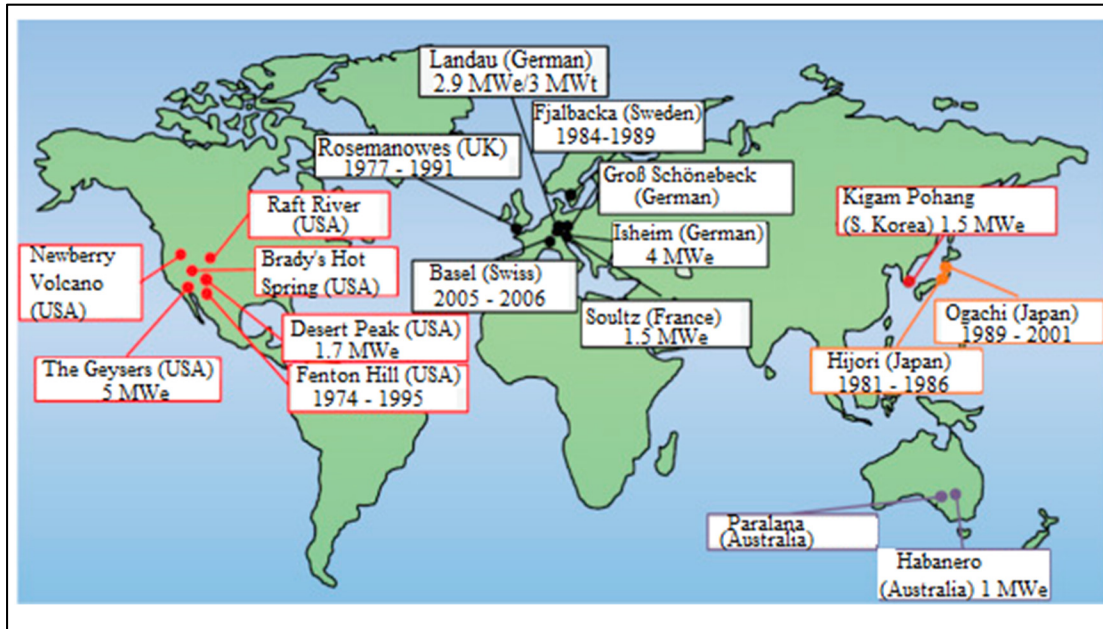 Landau (German)
2.9 MWe/3 MWt
Fjalbacka (Sweden)
1984-1989
Rosemanowes (UK)
1977 - 1991
Groß Schönebeck
(German)
Kigam Pohang
(S. Korea) 1.5 MWe
Raft River
(USA)
Isheim (German)
4 MWe
Newberry
Volcano
(USA)
Brady's Hot
Spring (USA)
Basel (Swiss)
2005 - 2006
Soultz (France)
1.5 MWe
Ogachi (Japan)
1989 - 2001
Desert Peak (USA)
1.7 MWe
Hijori (Japan)
1981 - 1986
The Geysers (USA)
5 MWe
Fenton Hill (USA)
1974 - 1995
Paralana
(Australia)
Habanero
(Australia) 1 MWe